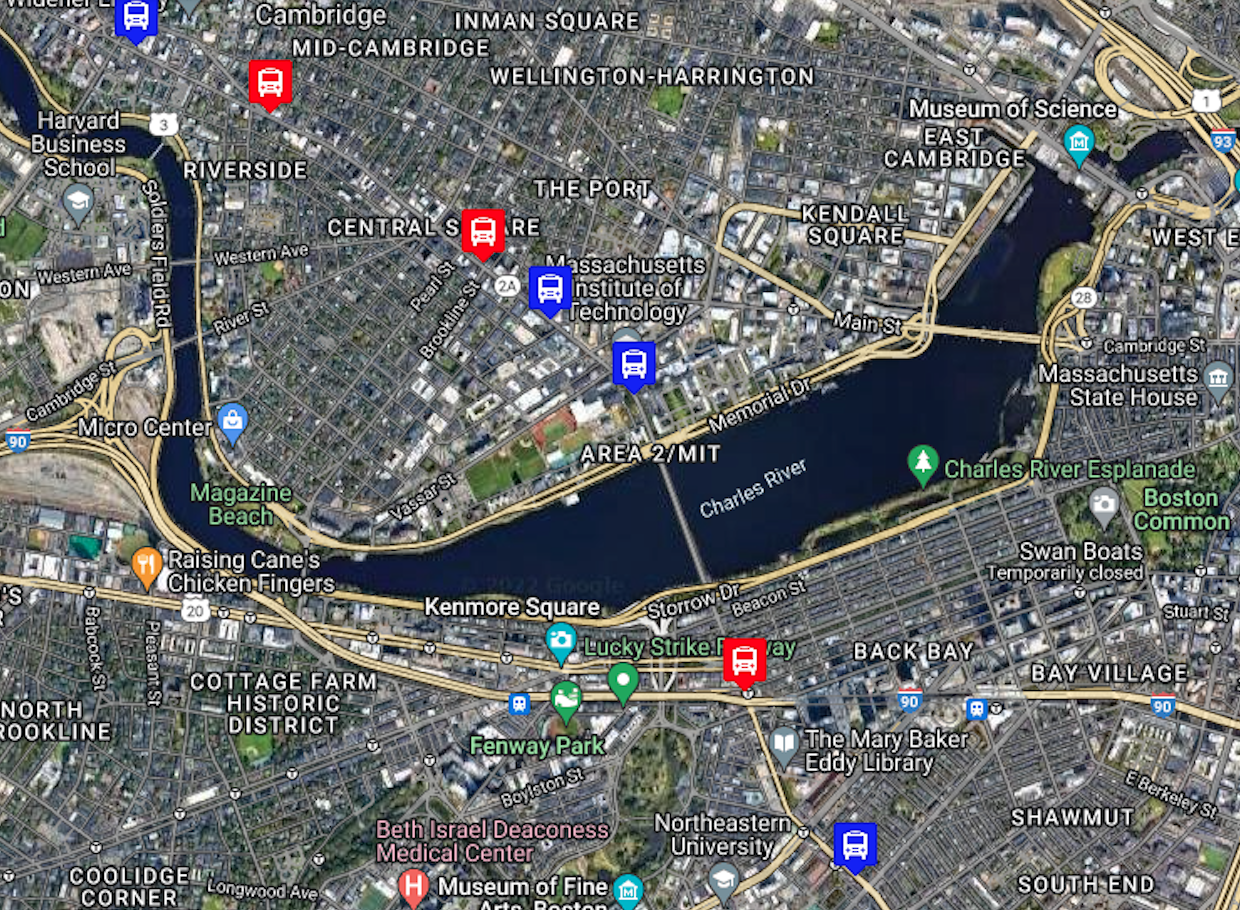 Cambridge
INMAN SQUARE
MID-CAMBRIDGE
WELLINGTON-HARRINGTON
1
Museum of Science
Harvard
Business
School
3
93
EAST
CAMBRIDGE
RIVERSIDE
THE PORT
Soldiers Field Rd
KENDALL
SQUARE
CENTRAL S ARE
WEST E
Western Ave
Western Ave
ON
Pearl St
Brookline St
2A
Massachusetts
Institute of
Technology
28
River St
Main St
Cambridge St
Cambridge St
Massachusetts
State House
Memorial Dr
Micro Center
90
AREA 2/MIT
Charles River
Charles River Esplanade
Vassar St
Magazine
Beach
Boston
Common
Raising Cane's
Chicken Fingers
Swan Boats
Temporarily closed
© 2022 Google
'S
20
Kenmore Square
Storrow Dr
Beacon St
Stuart St
Babcock St
Pleasant St
Lucky Strike F way
BACK BAY
BAY VILLAGE
COTTAGE FARM
HISTORIC
DISTRICT
90
90
NORTH
ROOKLINE
Fenway Park
The Mary Baker
Eddy Library
Boylston St
E Berkeley St
Beth Israel Deaconess
Medical Center
Northeastern
University
SHAWMUT
COOLIDGE
CORNER
Longwood Ave
H
Museum of Fine
Arts, Boston
SOUTH END